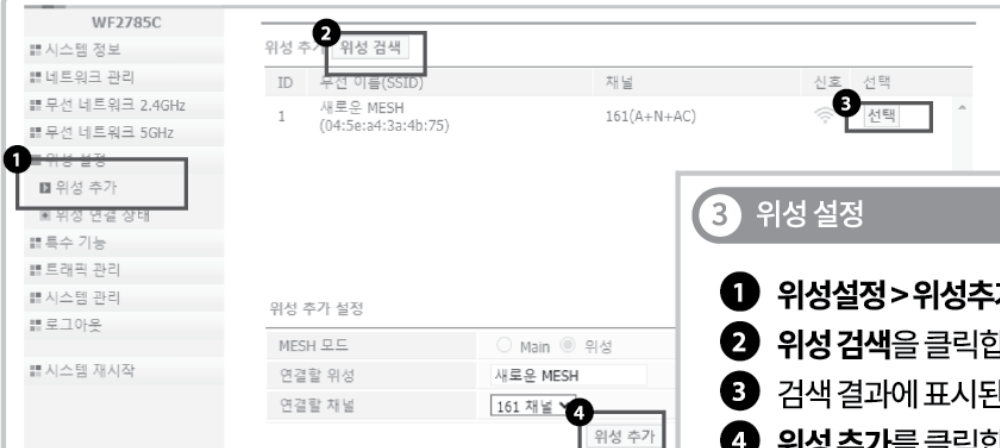 WF2785C
시스템 정보
네트워크 관리
무선 네트워크 2.4GHz
무선 네트워크 5GHz
1 위성 설정
위성 추가
위성 연결 상태
특수 기능
트래픽 관리
시스템 관리
로그아웃
시스템 재시작
2
위성 추가 위성 검색
ID 무선 이름(SSID) 채널 신호 선택
1 새로운 MESH
(04:5e:a4:3a:4b:75) 161(A+N+AC) 3 선택
위성 추가 설정
MESH 모드 Main 위성
연결할 위성 새로운 MESH
연결할 채널 161 채널
4 위성 추가
3 위성 설정
1 위성설정 > 위성추
2 위성 검색을 클릭합
3 검색 결과에 표시된
4 위성 추가를 클릭합